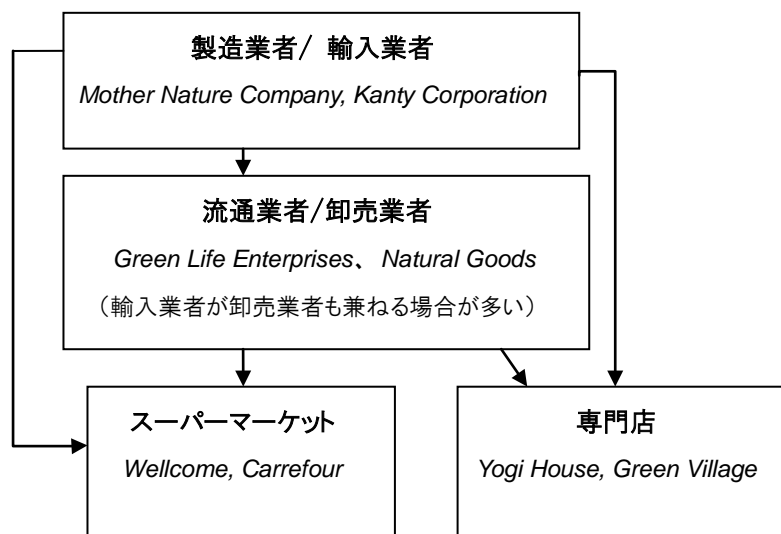 製造業者/ 輸入業者
Mother Nature Company, Kanty Corporation
流通業者/卸売業者
Green Life Enterprises、 Natural Goods
（輸入業者が卸売業者も兼ねる場合が多い）
スーパーマーケット
Wellcome, Carrefour
専門店
Yogi House, Green Village